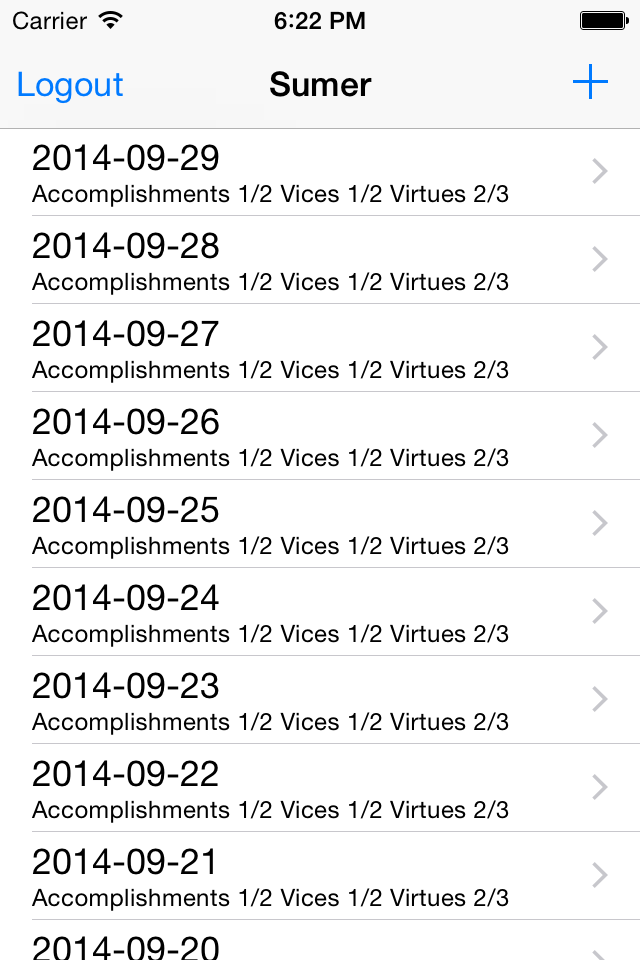 Carrier 6:22 PM
Logout Sumer
2014-09-29
Accomplishments 1/2 Vices 1/2 Virtues 2/3
2014-09-28
Accomplishments 1/2 Vices 1/2 Virtues 2/3
2014-09-27
Accomplishments 1/2 Vices 1/2 Virtues 2/3
2014-09-26
Accomplishments 1/2 Vices 1/2 Virtues 2/3
2014-09-25
Accomplishments 1/2 Vices 1/2 Virtues 2/3
2014-09-24
Accomplishments 1/2 Vices 1/2 Virtues 2/3
2014-09-23
Accomplishments 1/2 Vices 1/2 Virtues 2/3
2014-09-22
Accomplishments 1/2 Vices 1/2 Virtues 2/3
2014-09-21
Accomplishments 1/2 Vices 1/2 Virtues 2/3
2014-09-20